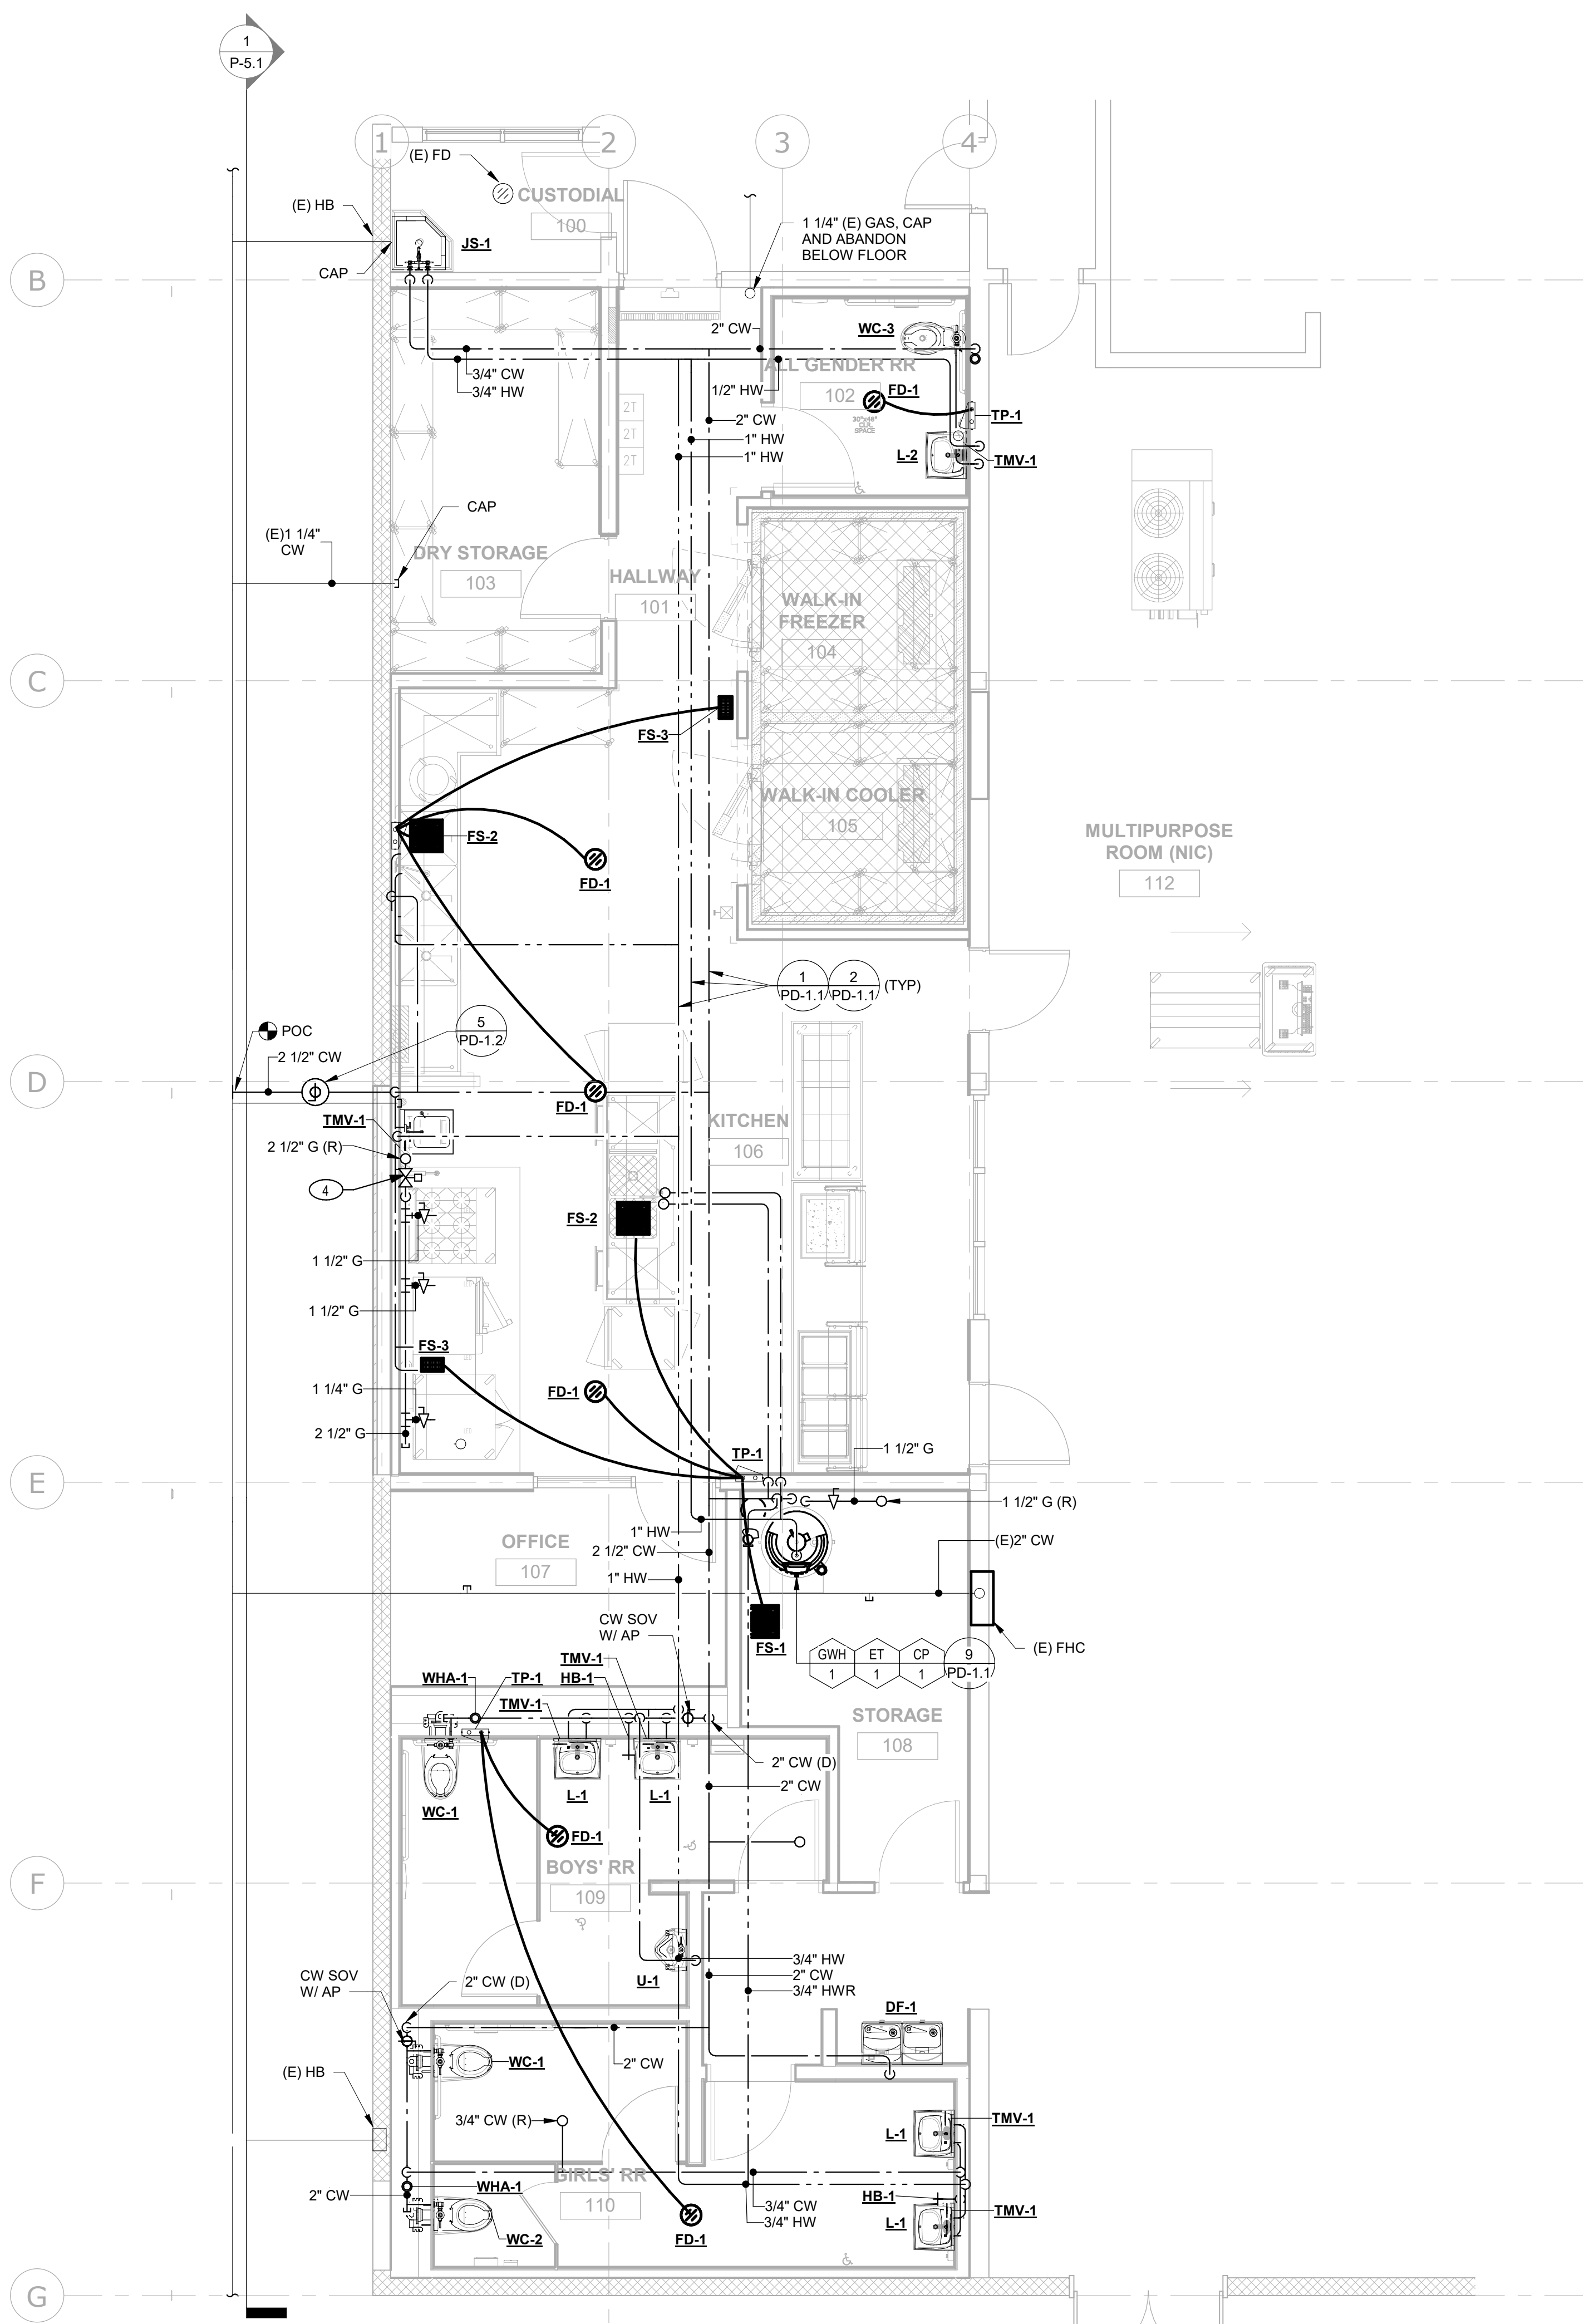 1
P-5.1
1
2
3
4
(E) FD
CUSTODIAL
100
(E) HB
JS-1
CAP
1 1/4" (E) GAS, CAP
AND ABANDON
BELOW FLOOR
B
2" CW
WC-3
ALL GENDER RR
102
3/4" CW
3/4" HW
1/2" HW
FD-1
30"x48"
CLR.
SPACE
TP-1
2T
2T
2T
2" CW
1" HW
1" HW
L-2
TMV-1
CAP
(E)1 1/4"
CW
DRY STORAGE
103
HALLWAY
101
WALK-IN
FREEZER
104
C
FS-3
WALK-IN COOLER
105
FS-2
FD-1
MULTIPURPOSE
ROOM (NIC)
112
1
PD-1.1
2
PD-1.1
(TYP)
POC
2 1/2" CW
5
PD-1.2
D
FD-1
TMV-1
2 1/2" G (R)
KITCHEN
106
4
FS-2
1 1/2" G
1 1/2" G
FS-3
1 1/4" G
FD-1
2 1/2" G
TP-1
1 1/2" G
E
1 1/2" G (R)
OFFICE
107
1" HW
2 1/2" CW
1" HW
(E)2" CW
CW SOV
W/ AP
FS-1
GWH
1
ET
1
CP
1
9
PD-1.1
(E) FHC
WHA-1
TP-1
TMV-1
HB-1
TMV-1
STORAGE
108
2" CW (D)
2" CW
WC-1
L-1
L-1
FD-1
BOYS' RR
109
F
U-1
3/4" HW
2" CW
3/4" HWR
CW SOV
W/ AP
2" CW (D)
DF-1
WC-1
2" CW
(E) HB
3/4" CW (R)
L-1
TMV-1
GIRLS' RR
110
2" CW
WHA-1
WC-2
FD-1
3/4" CW
3/4" HW
HB-1
L-1
TMV-1
G